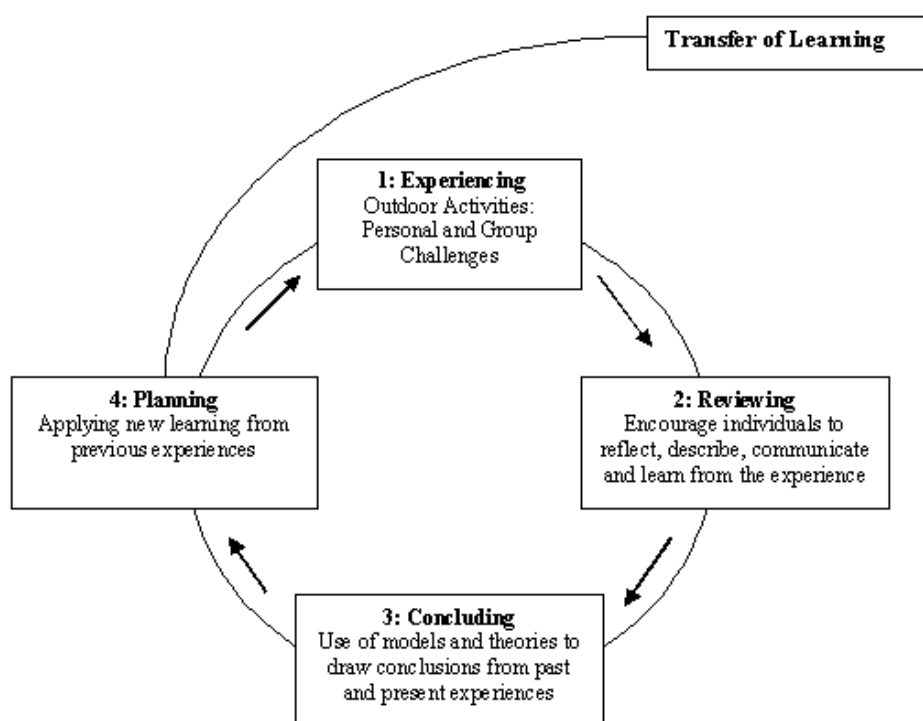 Transfer of Learning
1: Experiencing
Outdoor Activities:
Personal and Group
Challenges
2: Reviewing
Encourage individuals to
reflect, describe, communicate
and learn from the experience
3: Concluding
Use of models and theories to
draw conclusions from past
and present experiences
4: Planning
Applying new learning from
previous experiences